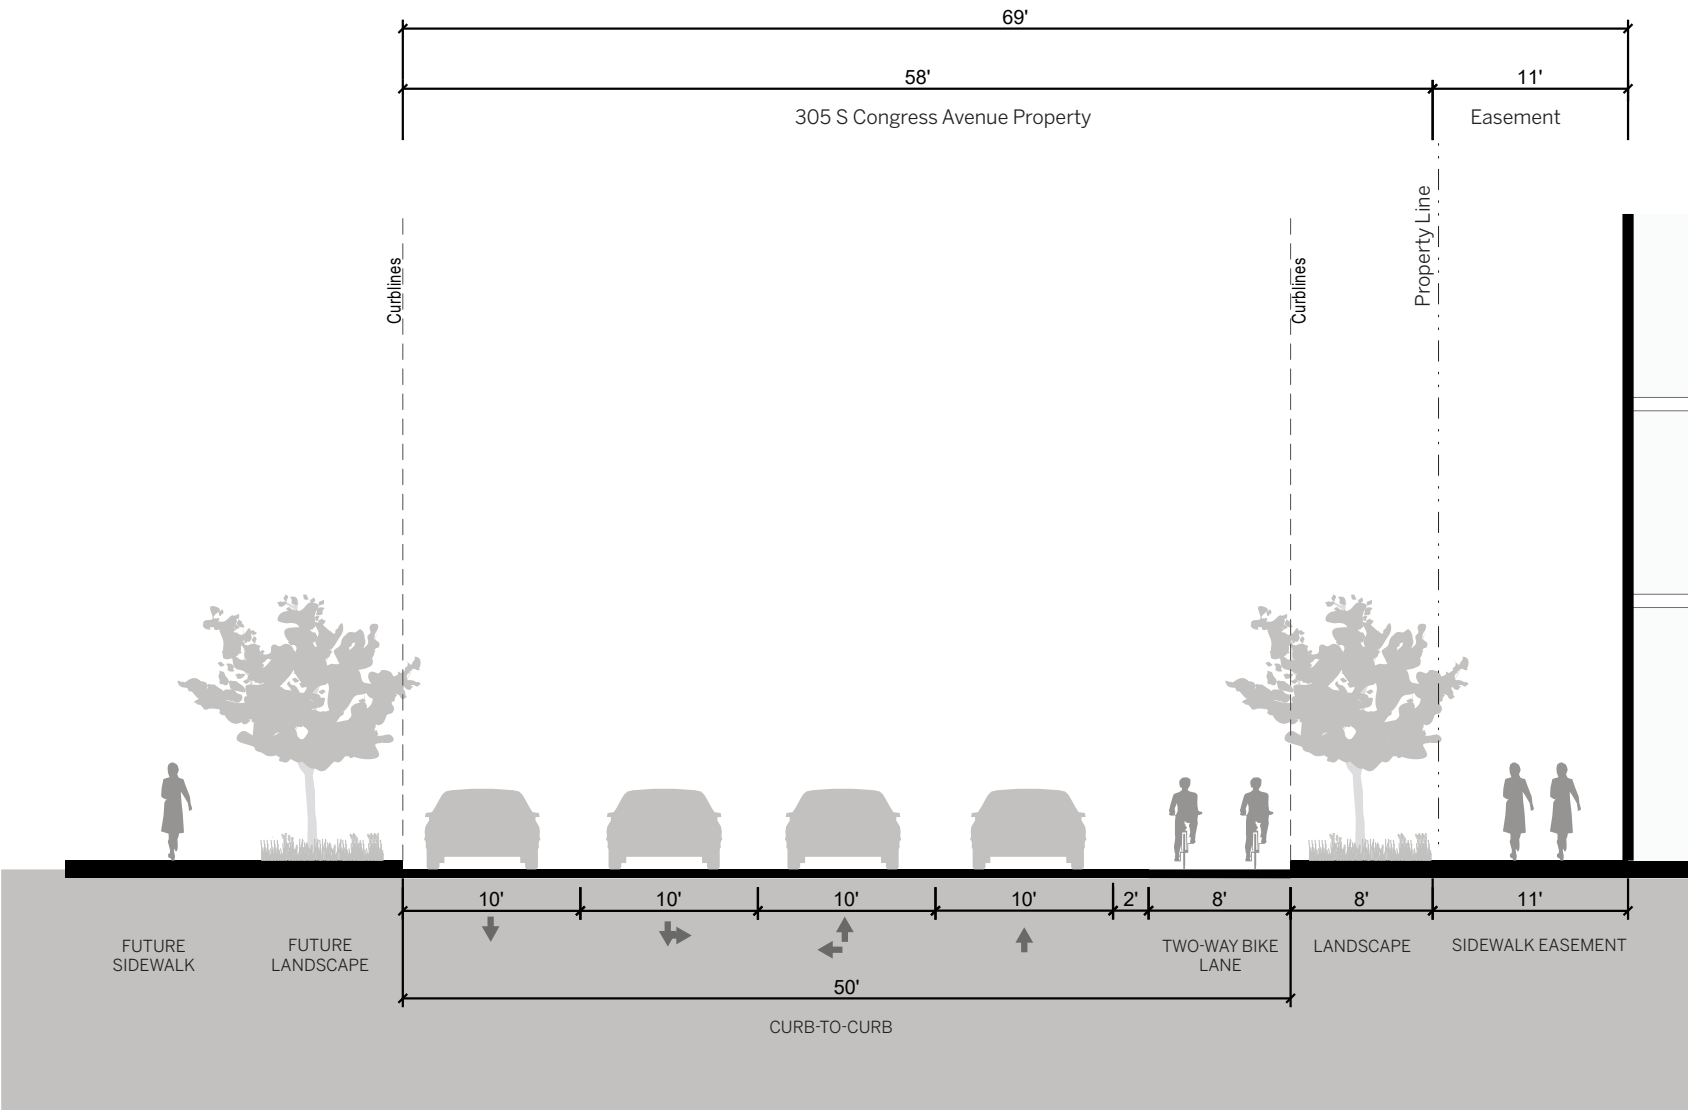 69'
58'
11'
305 S Congress Avenue Property
Easement
Property Line
Curblines
Curblines
10'
10'
10'
10'
2'
8'
8'
11'
FUTURE
SIDEWALK
FUTURE
LANDSCAPE
TWO-WAY BIKE
LANE
LANDSCAPE
SIDEWALK EASEMENT
50'
CURB-TO-CURB